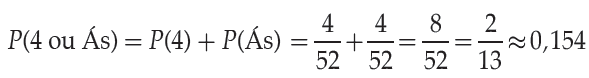 P(4 ou Ás) = P(4) + P(Ás) = 4/52 + 4/52 = 8/52 = 2/13 ≈ 0,154